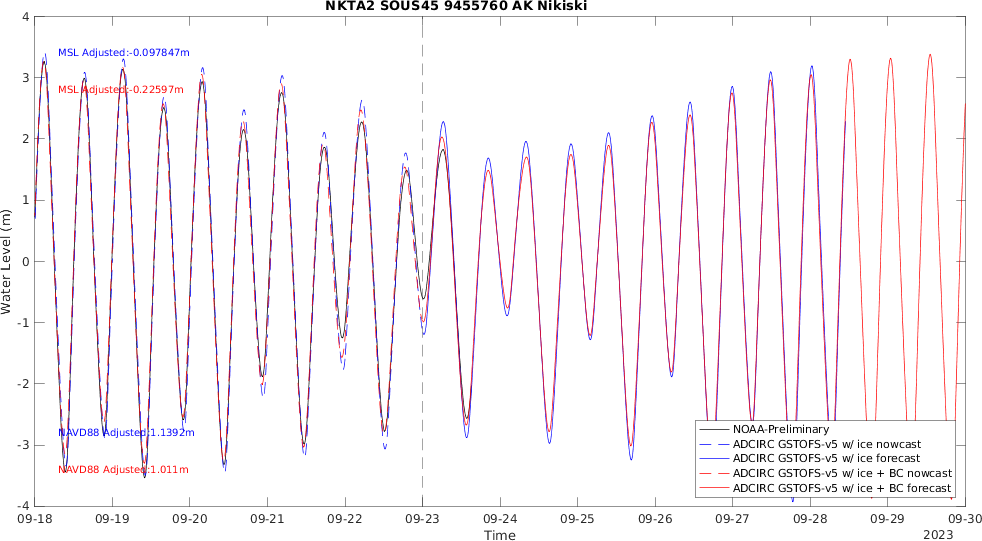 NKTA2 SOUS45 9455760 AK Nikiski
4
3
2
1
0
-1
-2
-3
-4
Water Level (m)
MSL Adjusted:-0.097847m
MSL Adjusted:-0.22597m
NAVD88 Adjusted:1.1392m
NAVD88 Adjusted:1.011m
NOAA-Preliminary
ADCIRC GSTOFS-v5 w/ ice nowcast
ADCIRC GSTOFS-v5 w/ ice forecast
ADCIRC GSTOFS-v5 w/ ice + BC nowcast
ADCIRC GSTOFS-v5 w/ ice + BC forecast
09-18 09-19 09-20 09-21 09-22 09-23 09-24 09-25 09-26 09-27 09-28 09-29 09-30
Time
2023